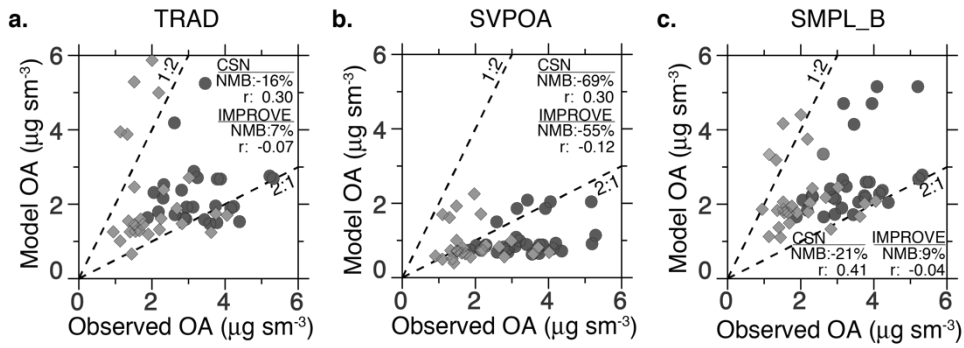 a. TRAD
Model OA (μg sm-3)
6
4
2
0
0 2 4 6
Observed OA (μg sm-3)
1:2
2:1
CSN
NMB:-16%
r: 0.30
IMPROVE
NMB:7%
r: -0.07
b. SVPOA
Model OA (μg sm-3)
6
4
2
0
0 2 4 6
Observed OA (μg sm-3)
1:2
2:1
CSN
NMB:-69%
r: 0.30
IMPROVE
NMB:-55%
r: -0.12
c. SMPL_B
Model OA (μg sm-3)
6
4
2
0
0 2 4 6
Observed OA (μg sm-3)
1:2
2:1
CSN IMPROVE
NMB:-21% NMB:9%
r: 0.41 r: -0.04